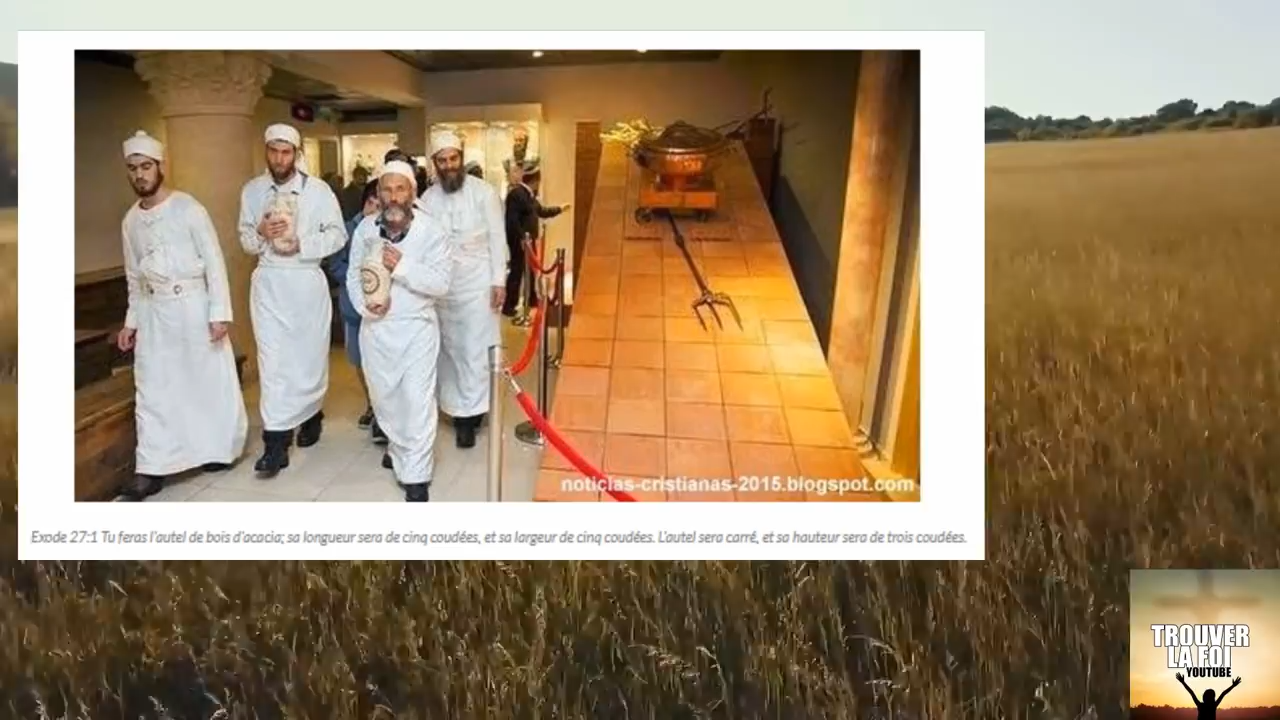 noticias-cristianas-2015.blogspot.com
Exode 27:1 Tu feras l'autel de bois d'acacia; sa longueur sera de cinq coudées, et sa largeur de cinq coudées. L'autel sera carré, et sa hauteur sera de trois coudées.
TROUVER
LA FOI
YOUTUBE